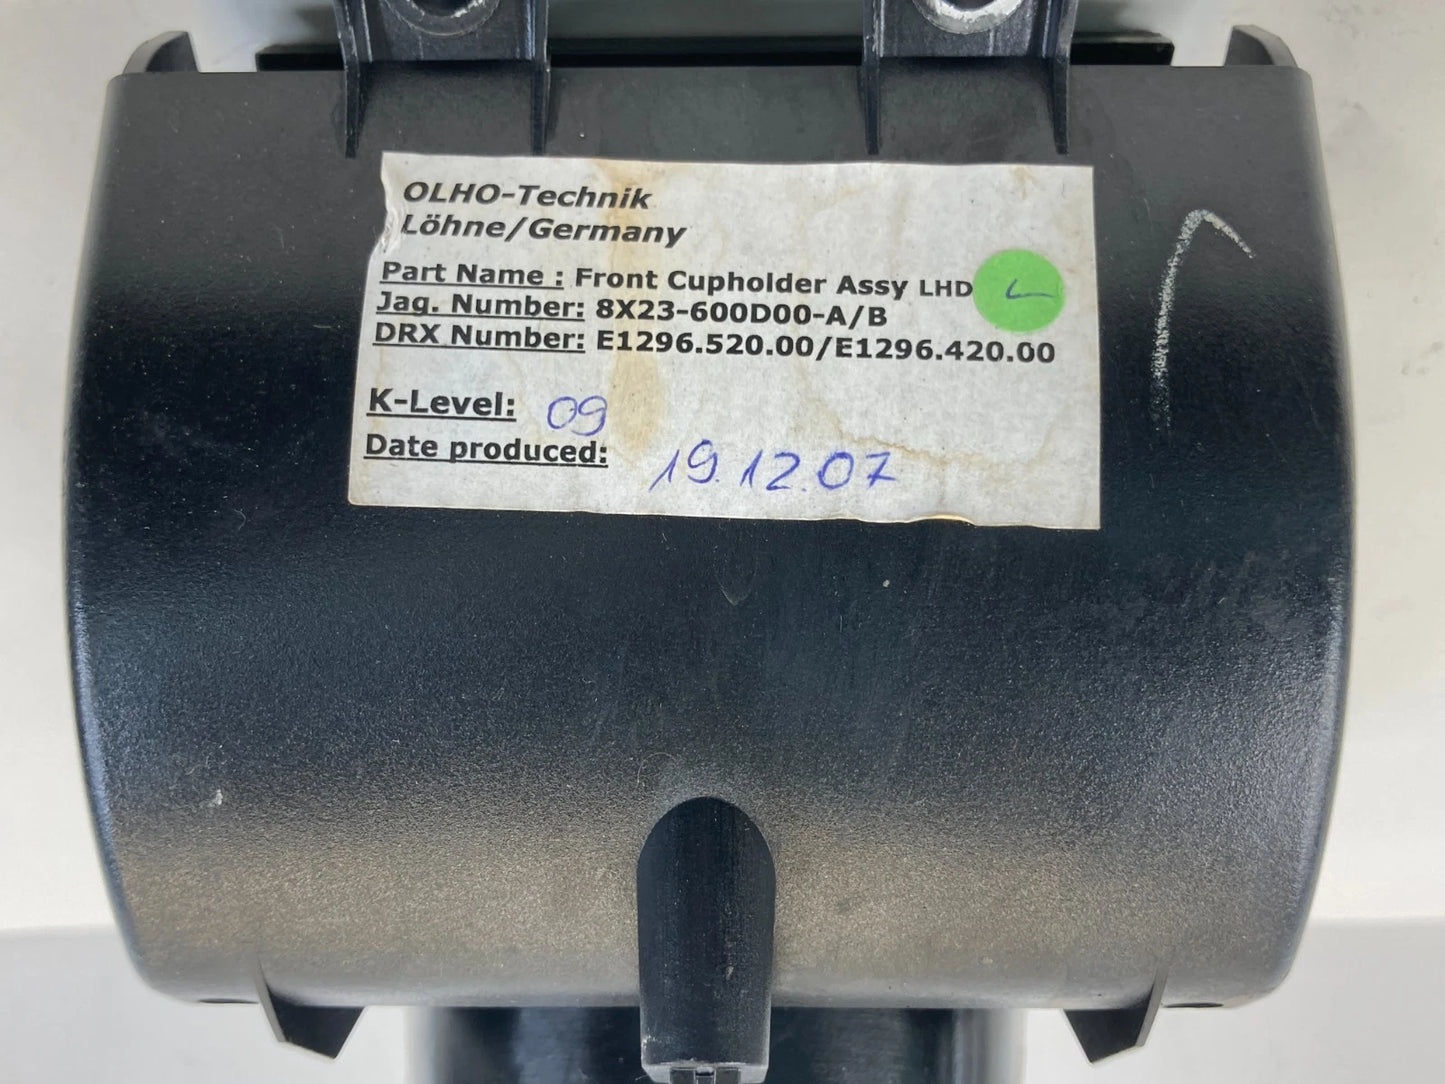 OLHO-Technik
Löhne/Germany
Part Name : Front Cupholder Assy LHD
Jag. Number: 8X23-600D00-A/B
DRX Number: E1296.520.00/E1296.420.00
K-Level: 09
Date produced: 19.12.07